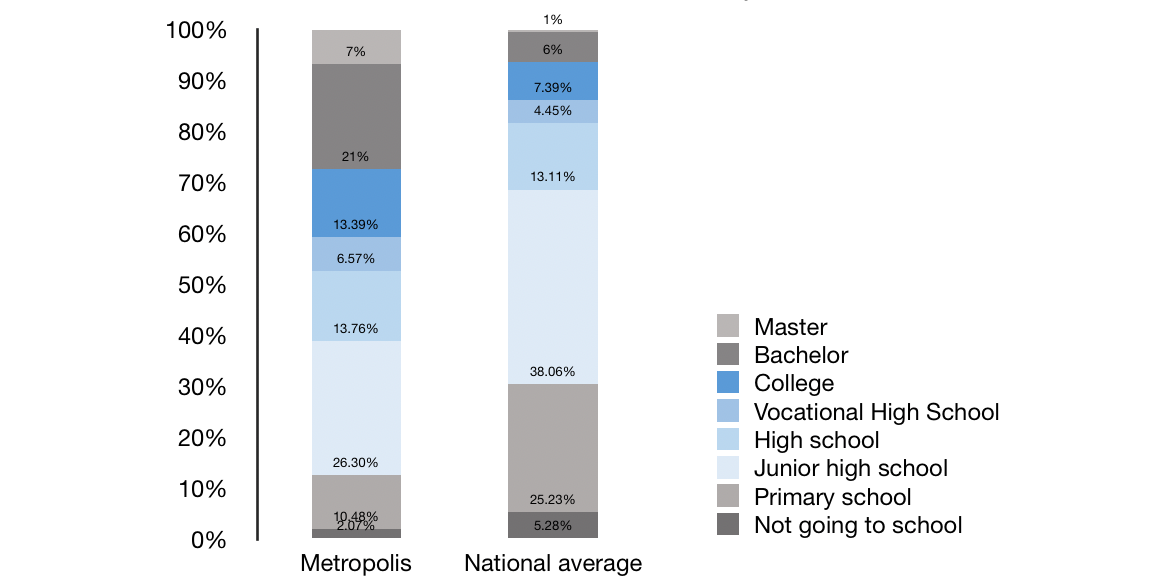 100%
90%
80%
70%
60%
50%
40%
30%
20%
10%
0%
7%
21%
13.39%
6.57%
13.76%
26.30%
10.48%
2.07%
1%
6%
7.39%
4.45%
13.11%
38.06%
25.23%
5.28%
Metropolis
National average
Master
Bachelor
College
Vocational High School
High school
Junior high school
Primary school
Not going to school